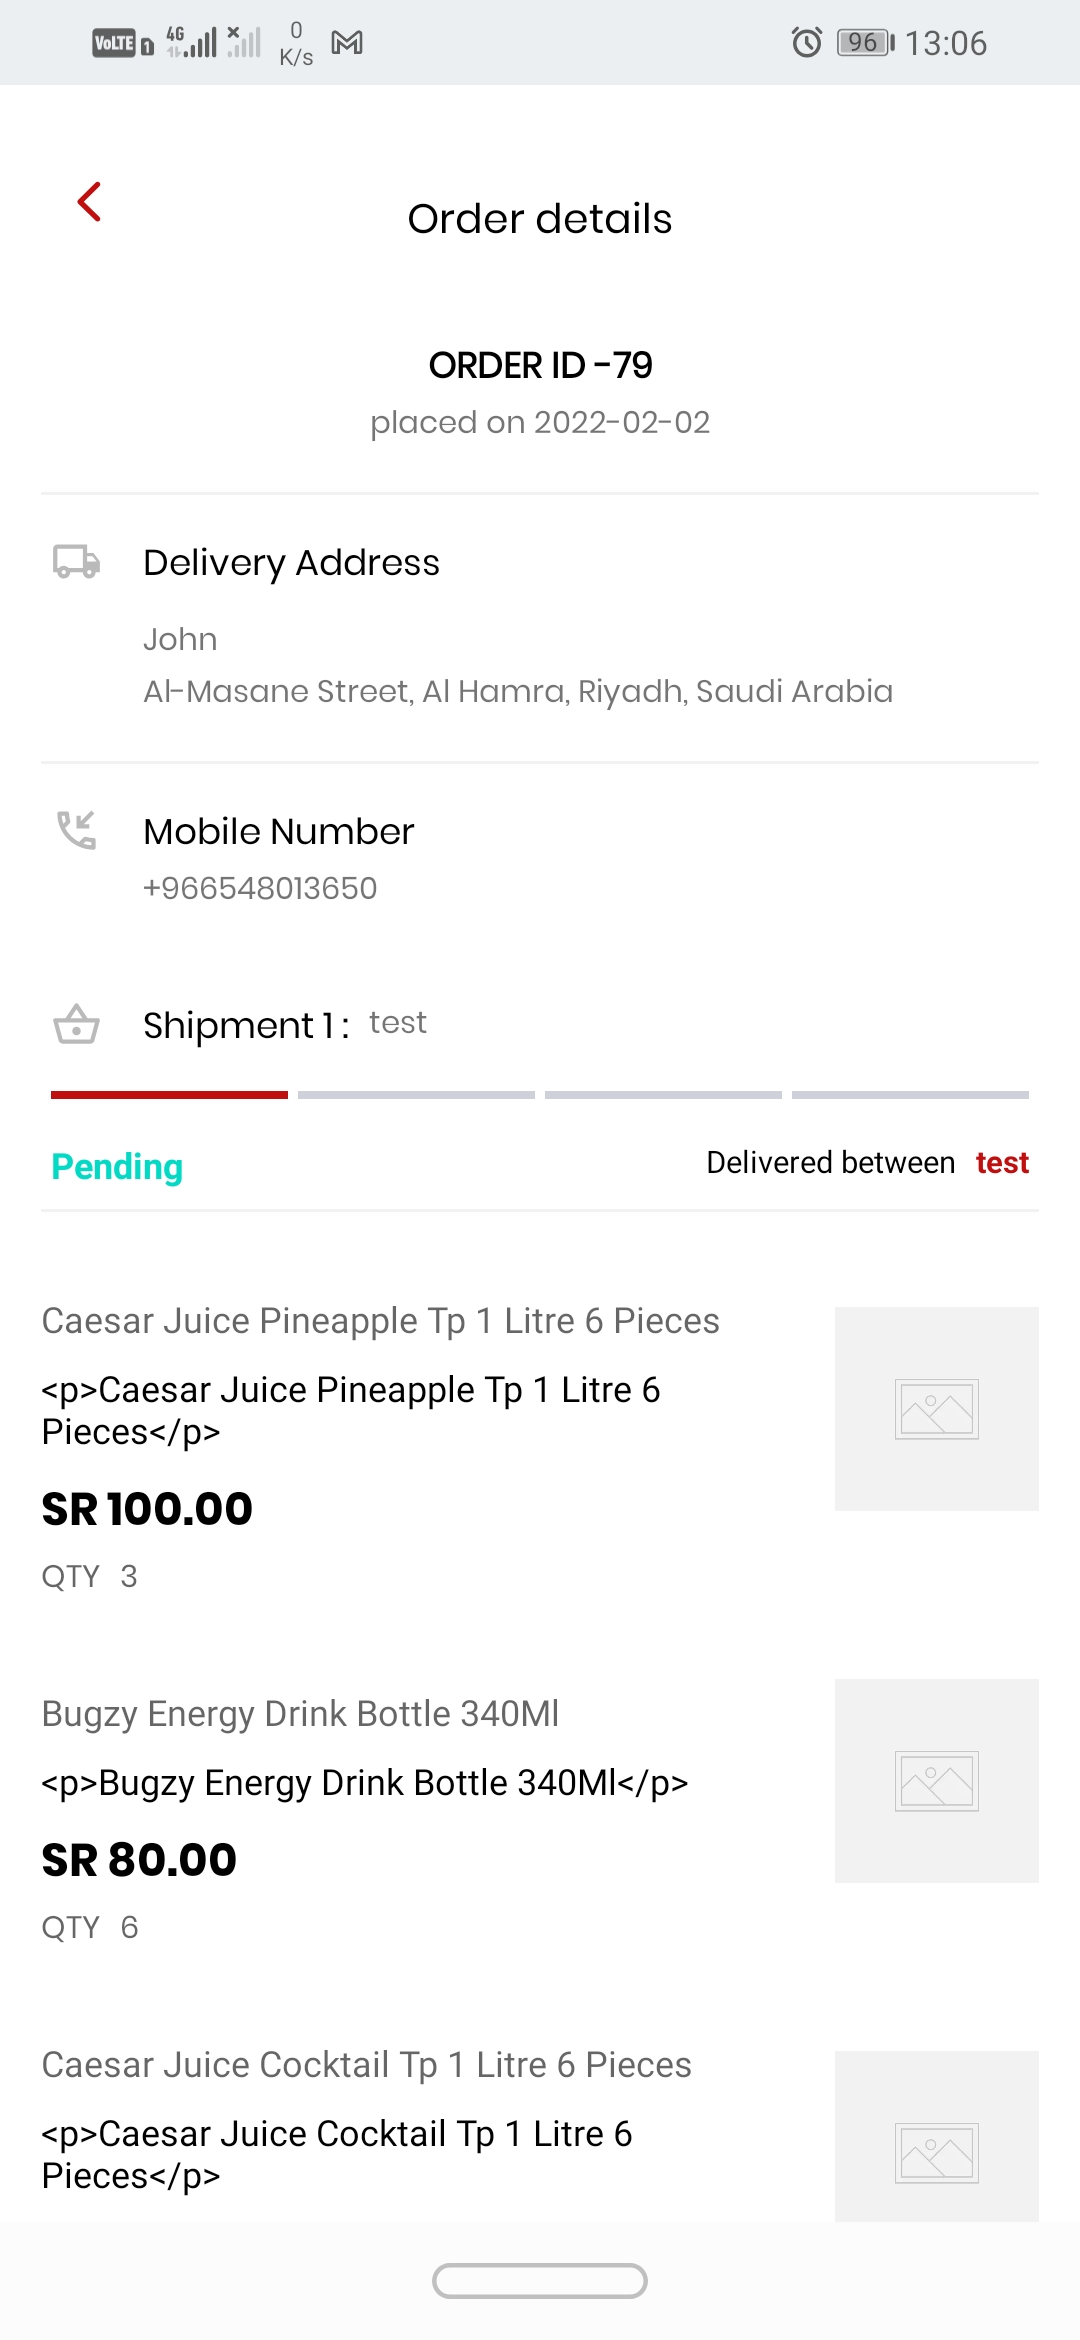 VoLTE 1 4G 0 K/s 96 13:06
Order details
ORDER ID -79
placed on 2022-02-02
Delivery Address
John
Al-Masane Street, Al Hamra, Riyadh, Saudi Arabia
Mobile Number
+966548013650
Shipment 1 : test
Pending Delivered between test
Caesar Juice Pineapple Tp 1 Litre 6 Pieces
<p>Caesar Juice Pineapple Tp 1 Litre 6
Pieces</p>
SR 100.00
QTY 3
Bugzy Energy Drink Bottle 340Ml
<p>Bugzy Energy Drink Bottle 340Ml</p>
SR 80.00
QTY 6
Caesar Juice Cocktail Tp 1 Litre 6 Pieces
<p>Caesar Juice Cocktail Tp 1 Litre 6
Pieces</p>